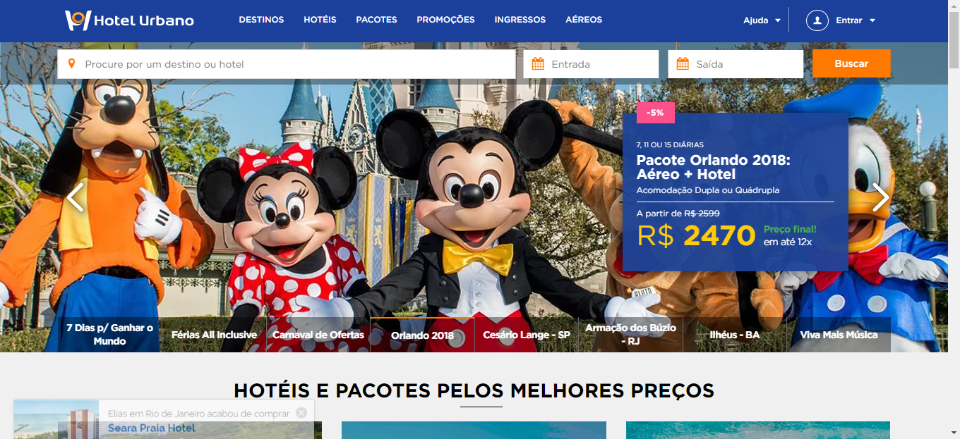 Hotel Urbano
DESTINOS HOTÉIS PACOTES PROMOÇÕES INGRESSOS AÉREOS
Ajuda Entrar
Procure por um destino ou hotel
Entrada
Saída
Buscar
-5%
7, 11 OU 15 DIÁRIAS
Pacote Orlando 2018:
Aéreo + Hotel
Acomodação Dupla ou Quádrupla
A partir de R$ 2599
R$ 2470
Preço final!
em até 12x
7 Dias p/ Ganhar o
Mundo
Férias All Inclusive
Carnaval de Ofertas
Orlando 2018
Cesário Lange - SP
Armação dos Búzio
- RJ
Ilhéus - BA
Viva Mais Música
HOTÉIS E PACOTES PELOS MELHORES PREÇOS
Elias em Rio de Janeiro acabou de comprar
Seara Praia Hotel